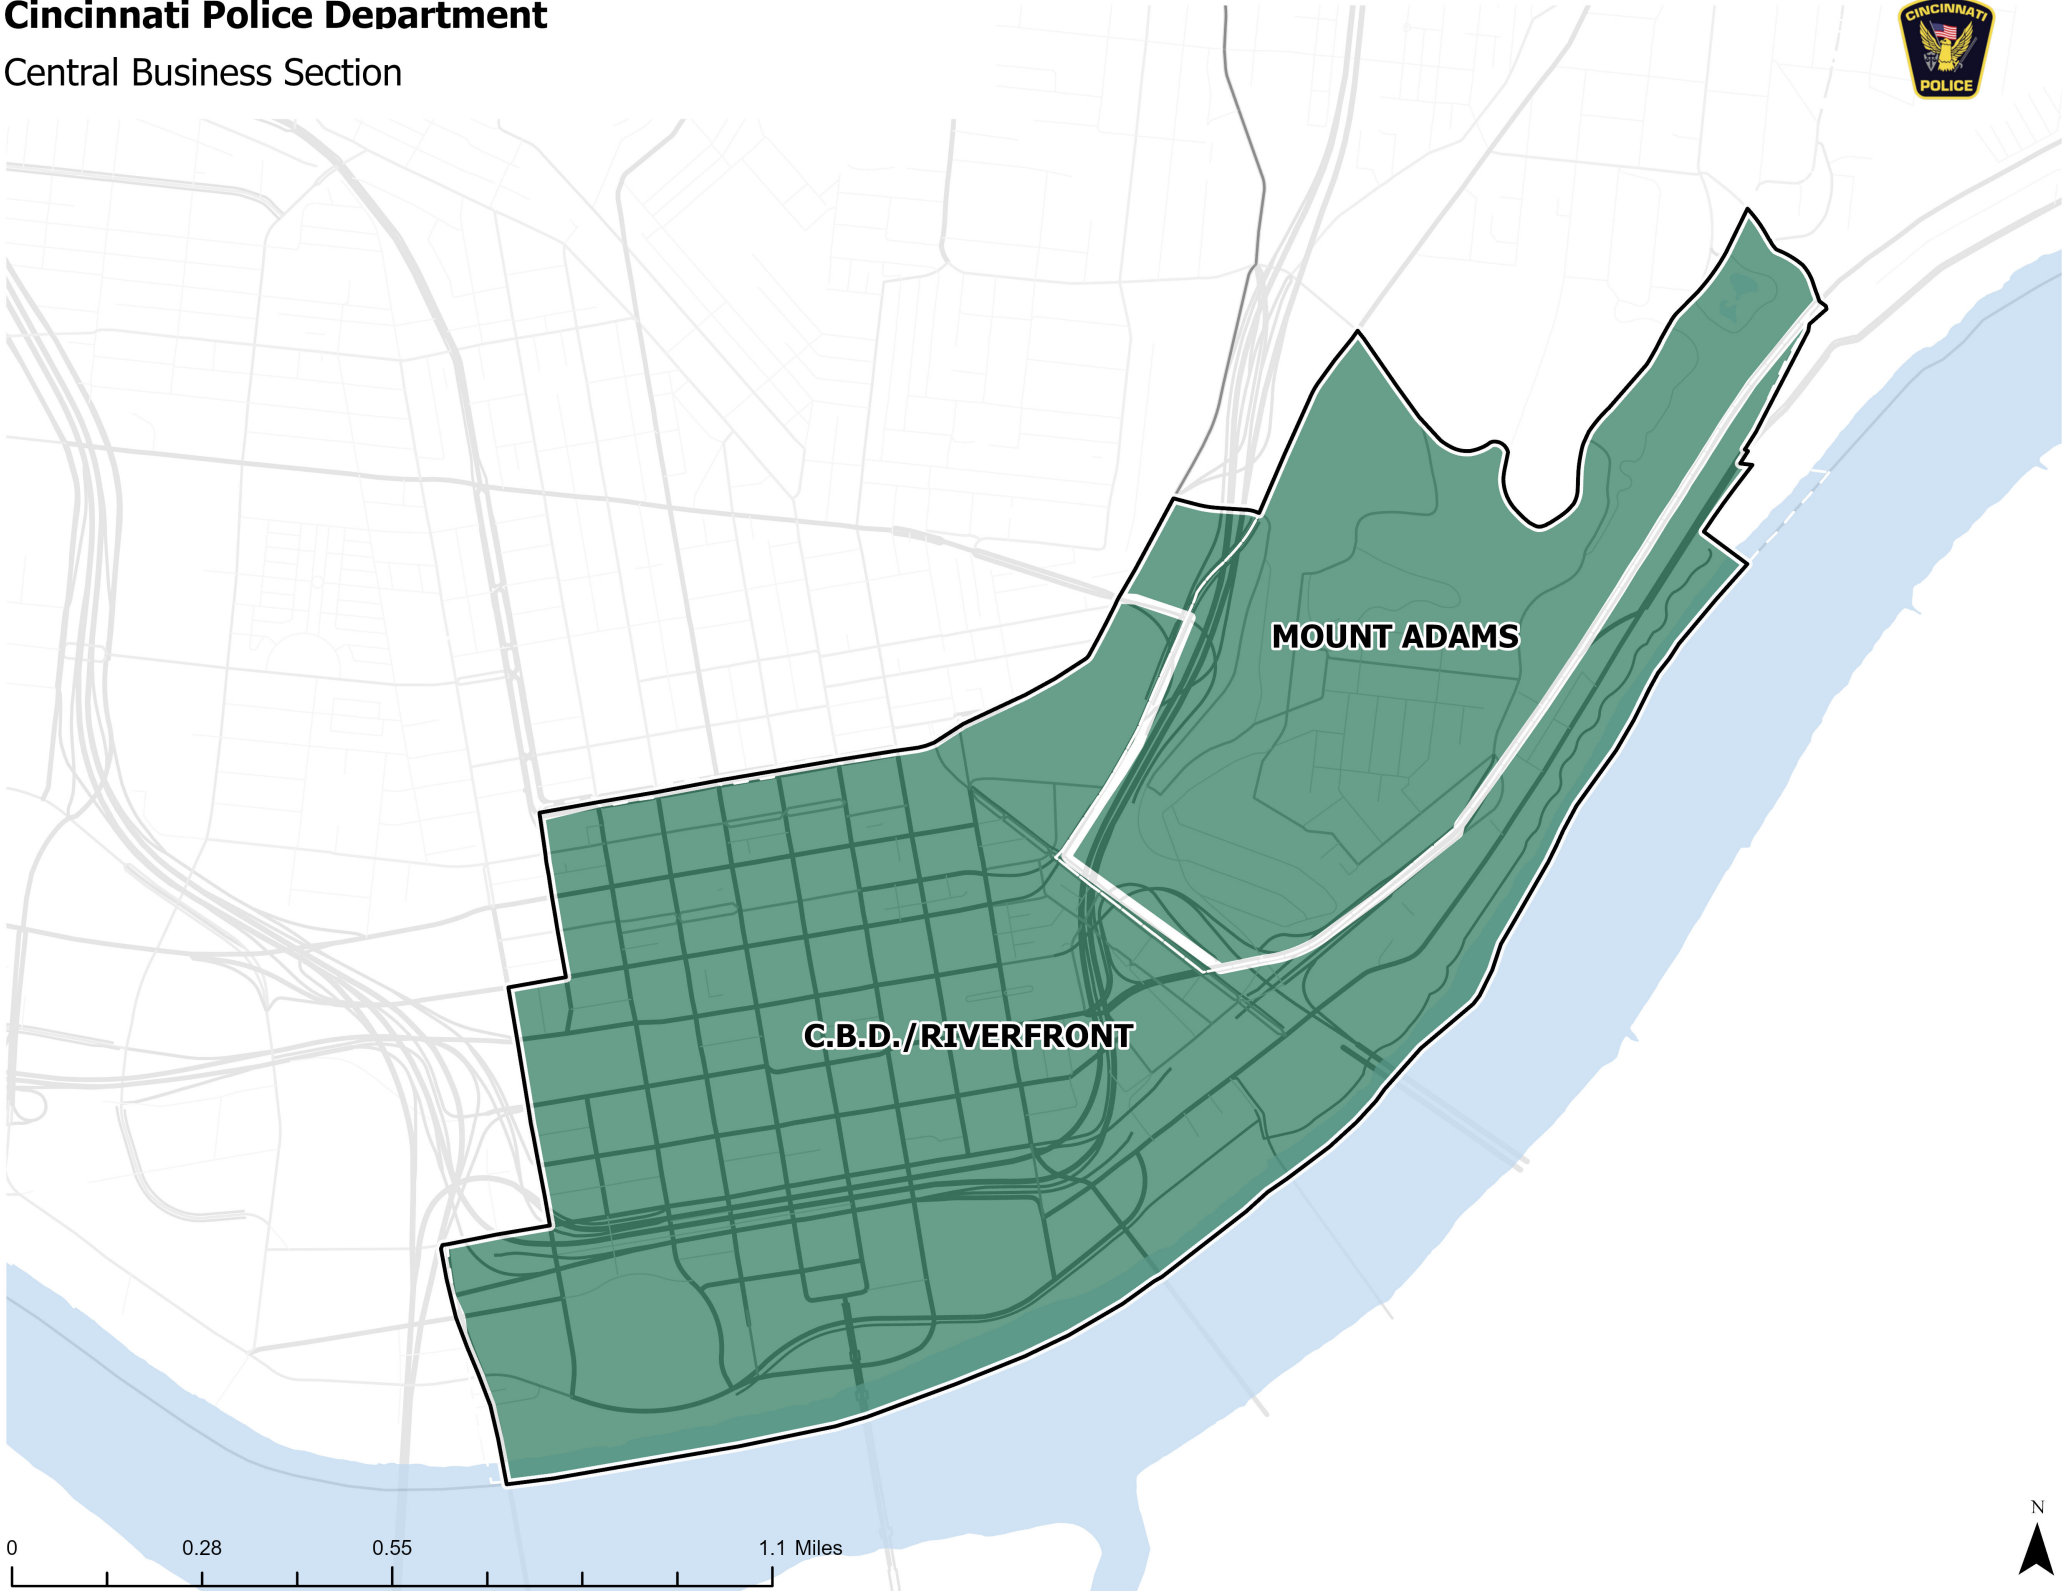 Cincinnati Police Department
Central Business Section
CINCINNATI
POLICE
MOUNT ADAMS
C.B.D./RIVERFRONT
N
0 0.28 0.55 1.1 Miles